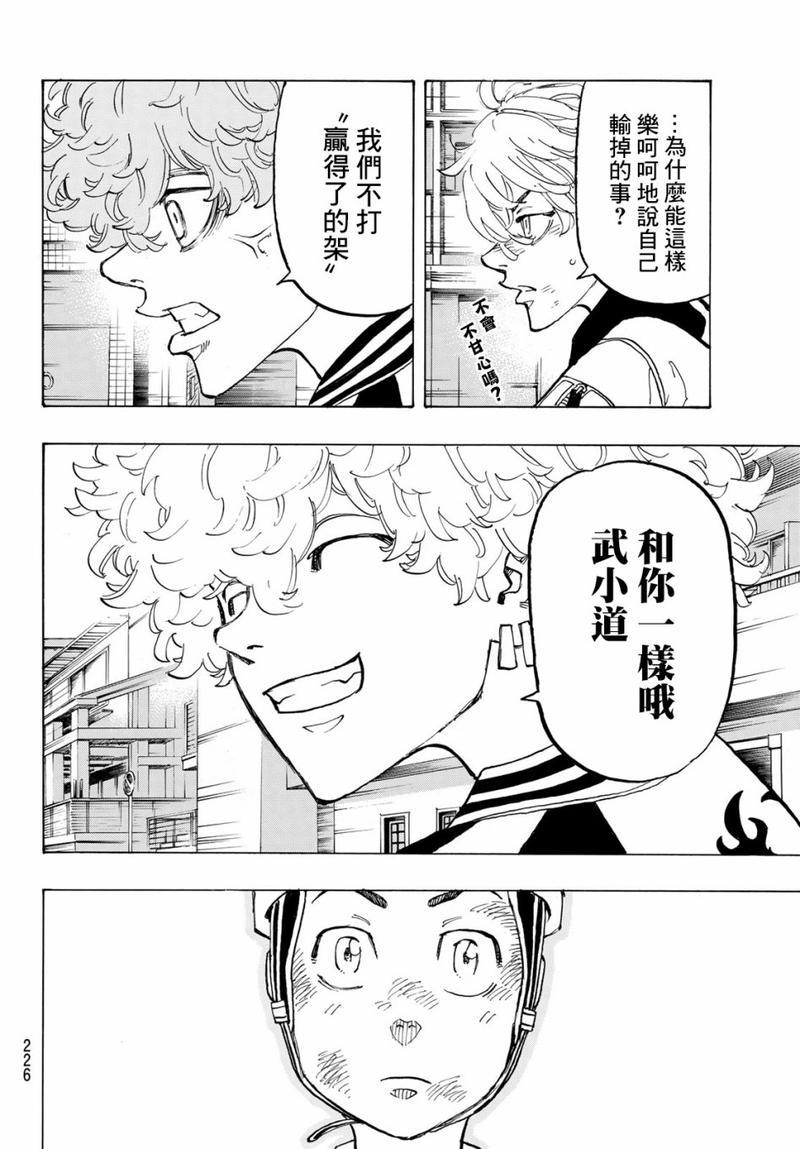 …為什麼能這樣
樂呵呵地說自己
輸掉的事？
不會
不甘心嗎？
我們不打
“贏得了的架”
和你一樣哦
武小道
226